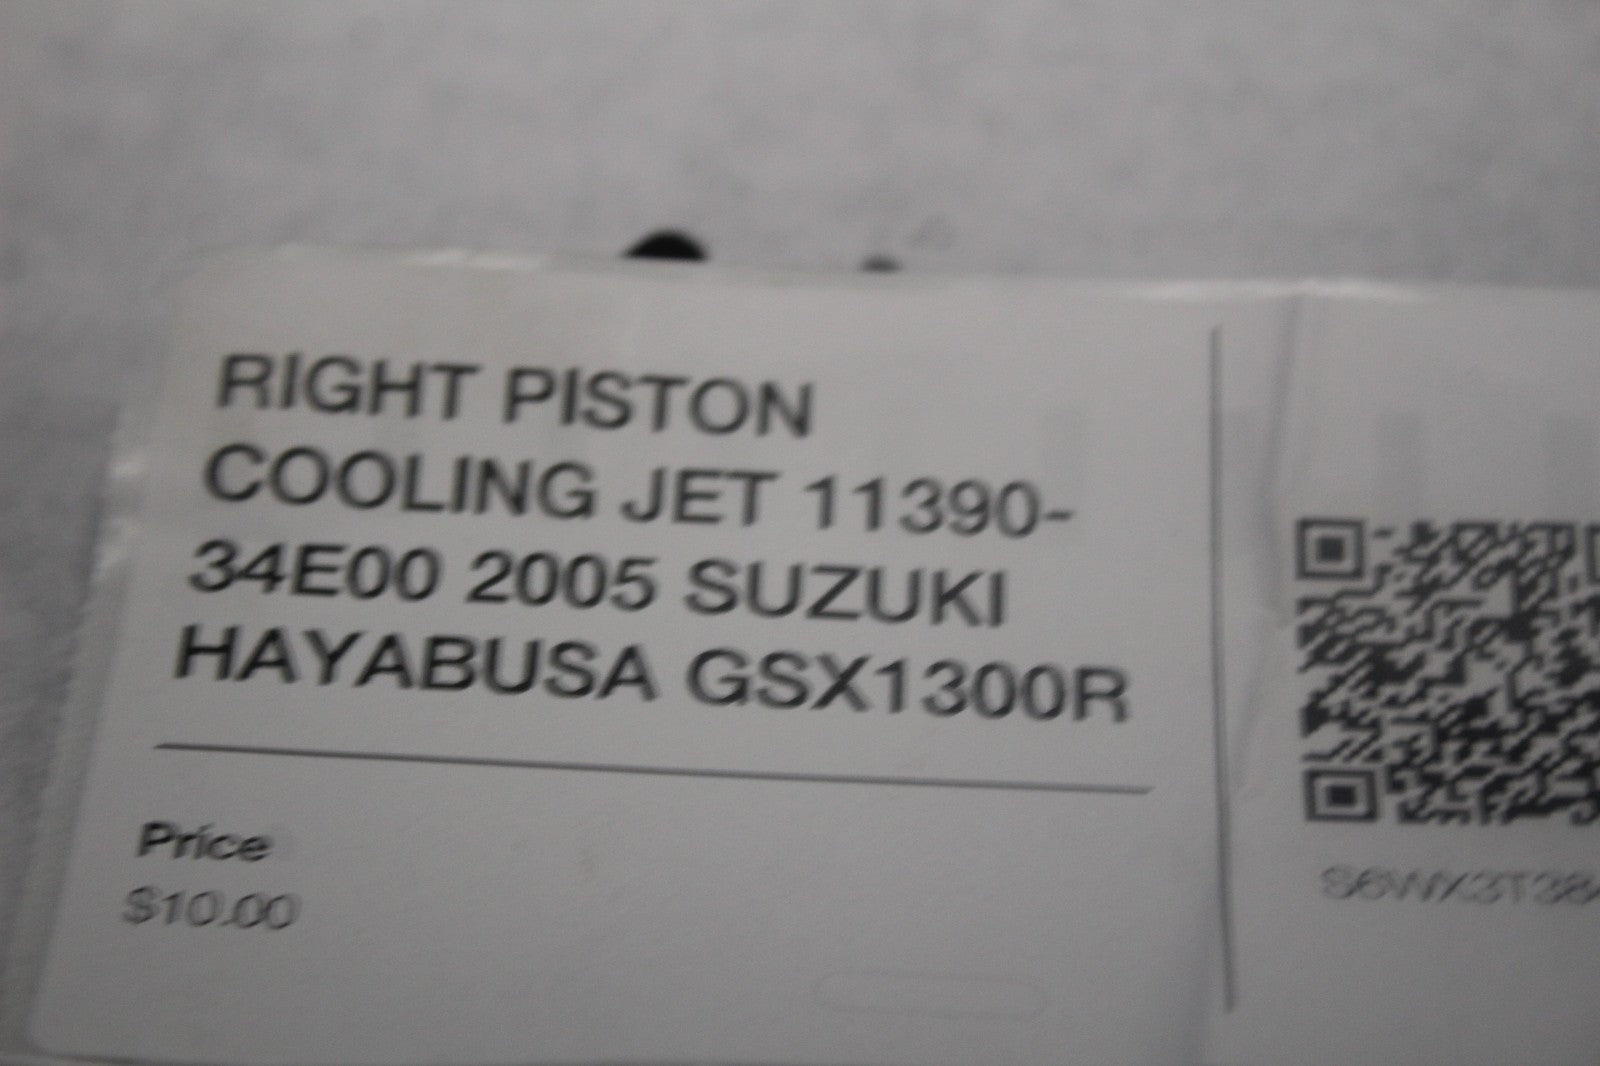 RIGHT PISTON
COOLING JET 11390-
34E00 2005 SUZUKI
HAYABUSA GSX1300R
Price
$10.00